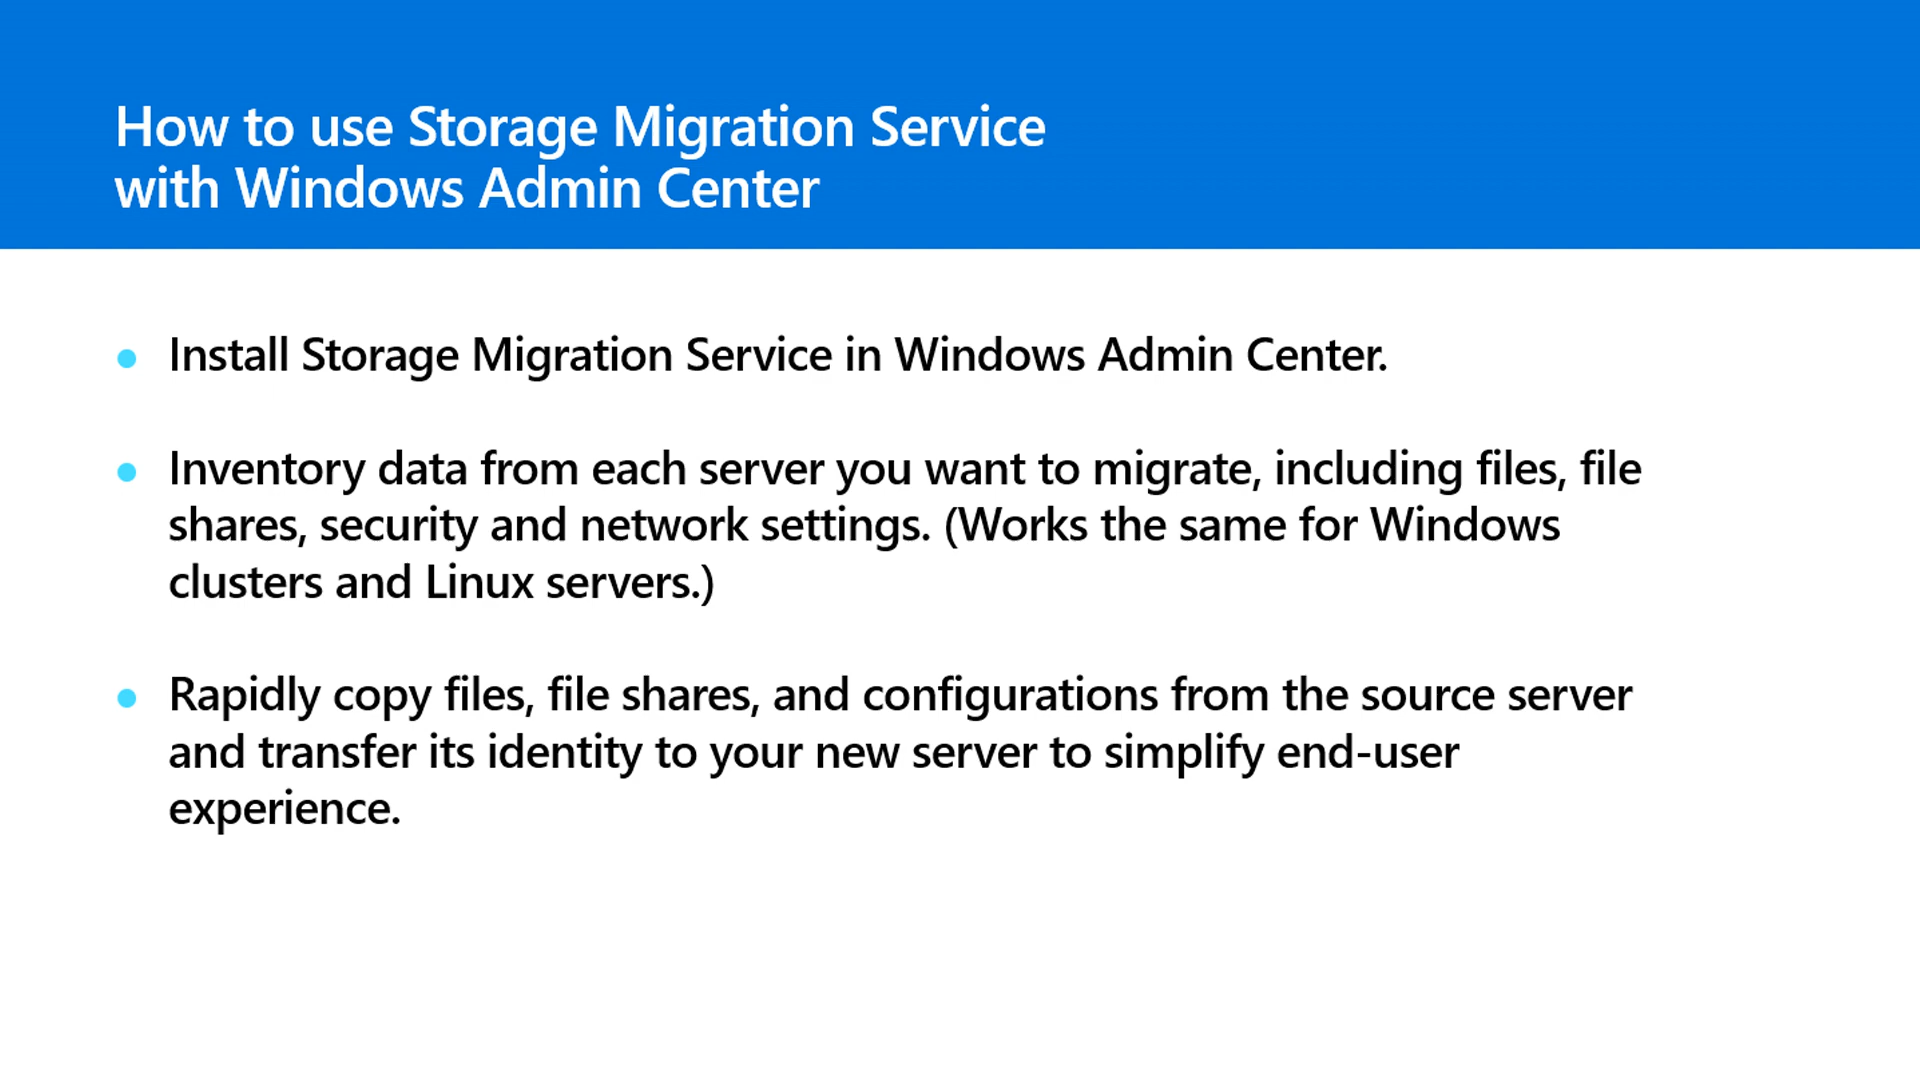 How to use Storage Migration Service
with Windows Admin Center
Install Storage Migration Service in Windows Admin Center.
Inventory data from each server you want to migrate, including files, file
shares, security and network settings. (Works the same for Windows
clusters and Linux servers.)
Rapidly copy files, file shares, and configurations from the source server
and transfer its identity to your new server to simplify end-user
experience.